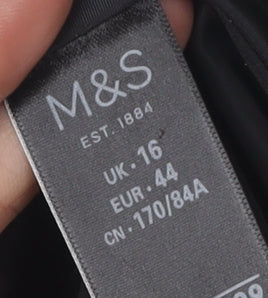 M&S
EST. 1884
UK · 16
EUR · 44
CN · 170/84A